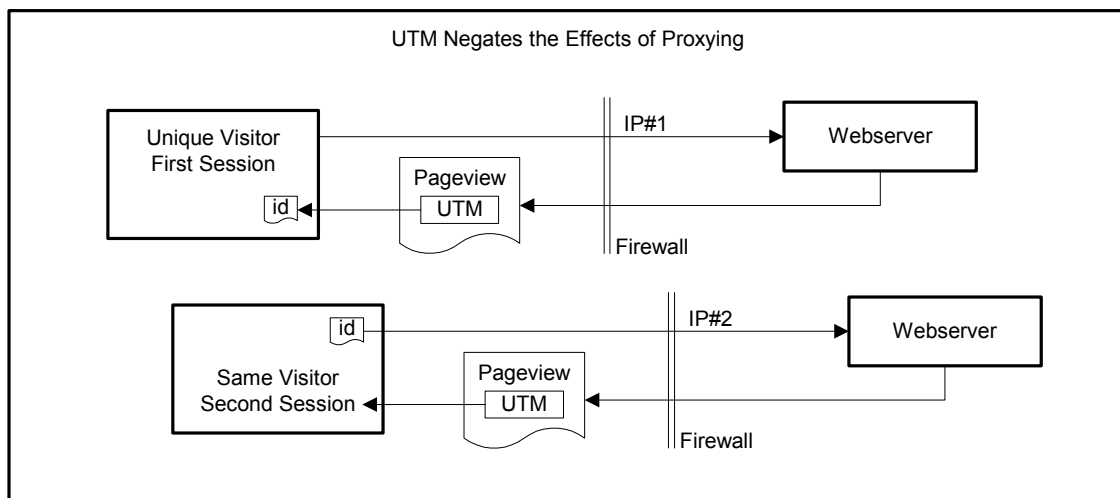 UTM Negates the Effects of Proxying
Unique Visitor
First Session
id
Pageview
UTM
IP#1
Firewall
Webserver
id
Same Visitor
Second Session
Pageview
UTM
IP#2
Firewall
Webserver